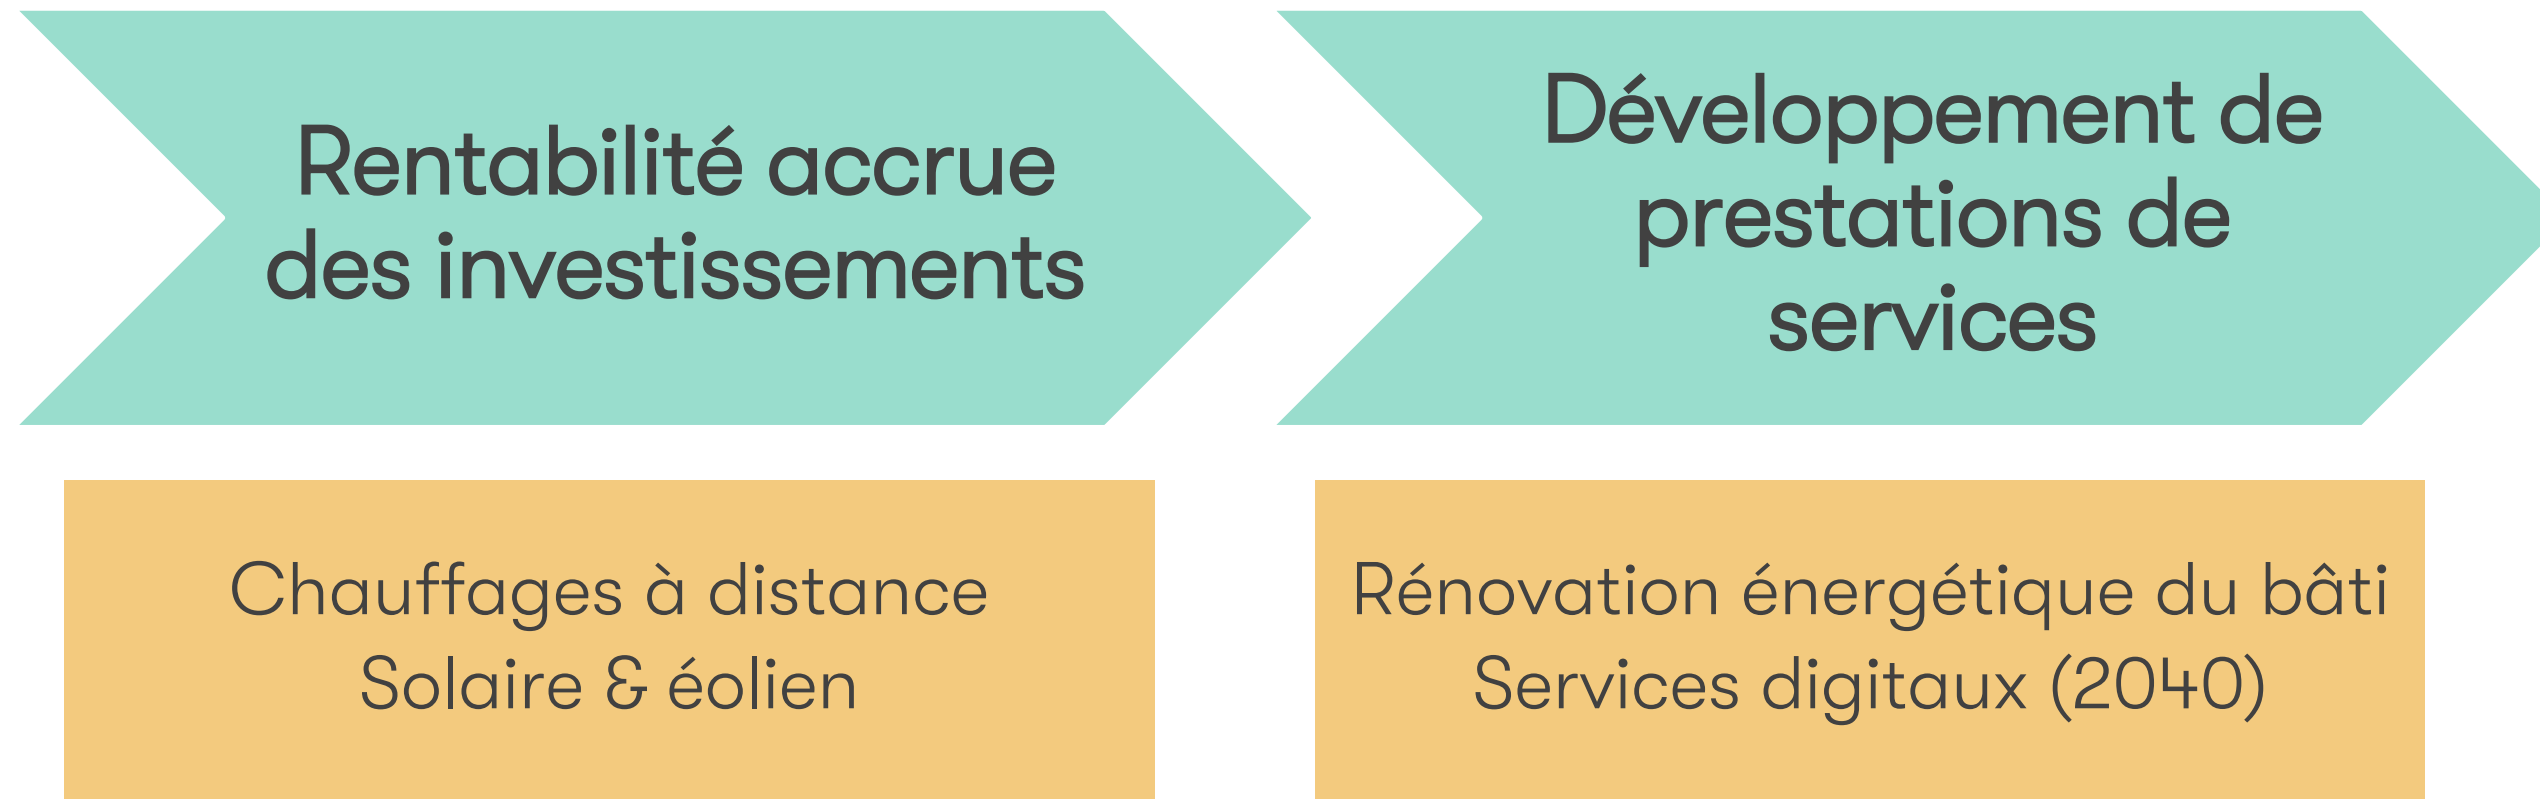 Rentabilité accrue
des investissements
Développement de
prestations de
services
Chauffages à distance
Solaire & éolien
Rénovation énergétique du bâti
Services digitaux (2040)